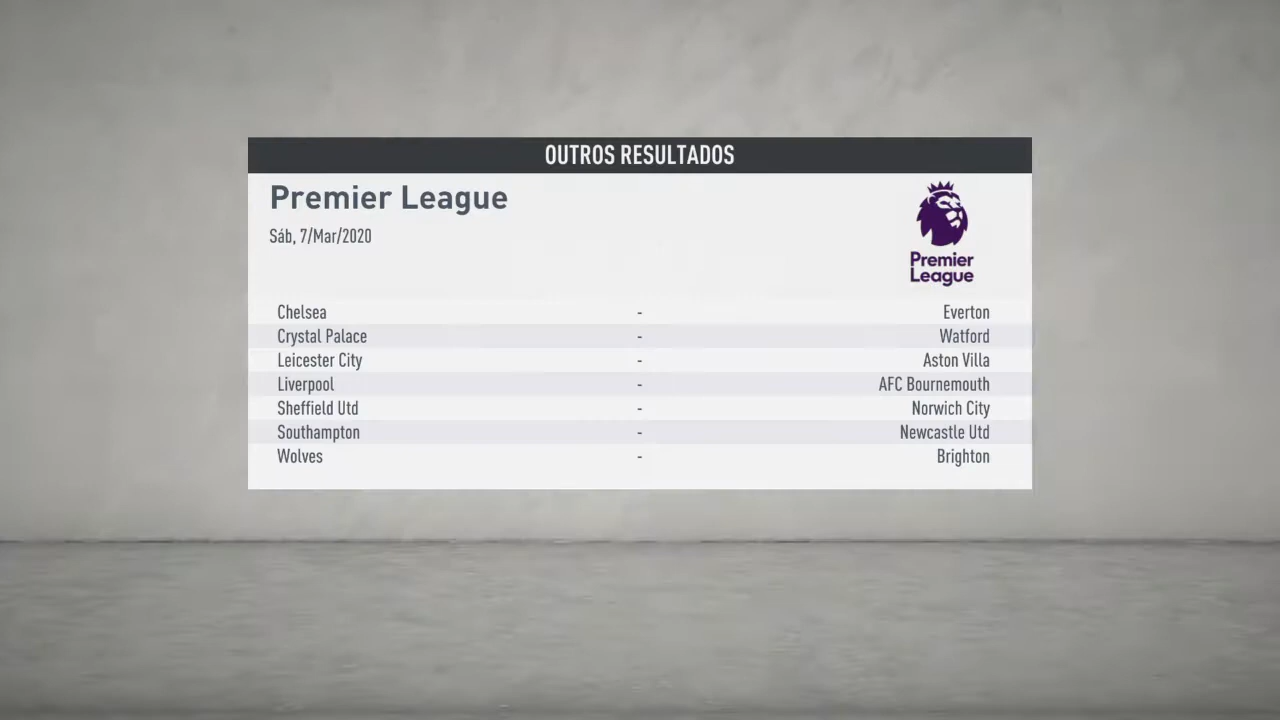 OUTROS RESULTADOS
Premier League
Sáb, 7/Mar/2020
Premier
League
Chelsea - Everton
Crystal Palace - Watford
Leicester City - Aston Villa
Liverpool - AFC Bournemouth
Sheffield Utd - Norwich City
Southampton - Newcastle Utd
Wolves - Brighton